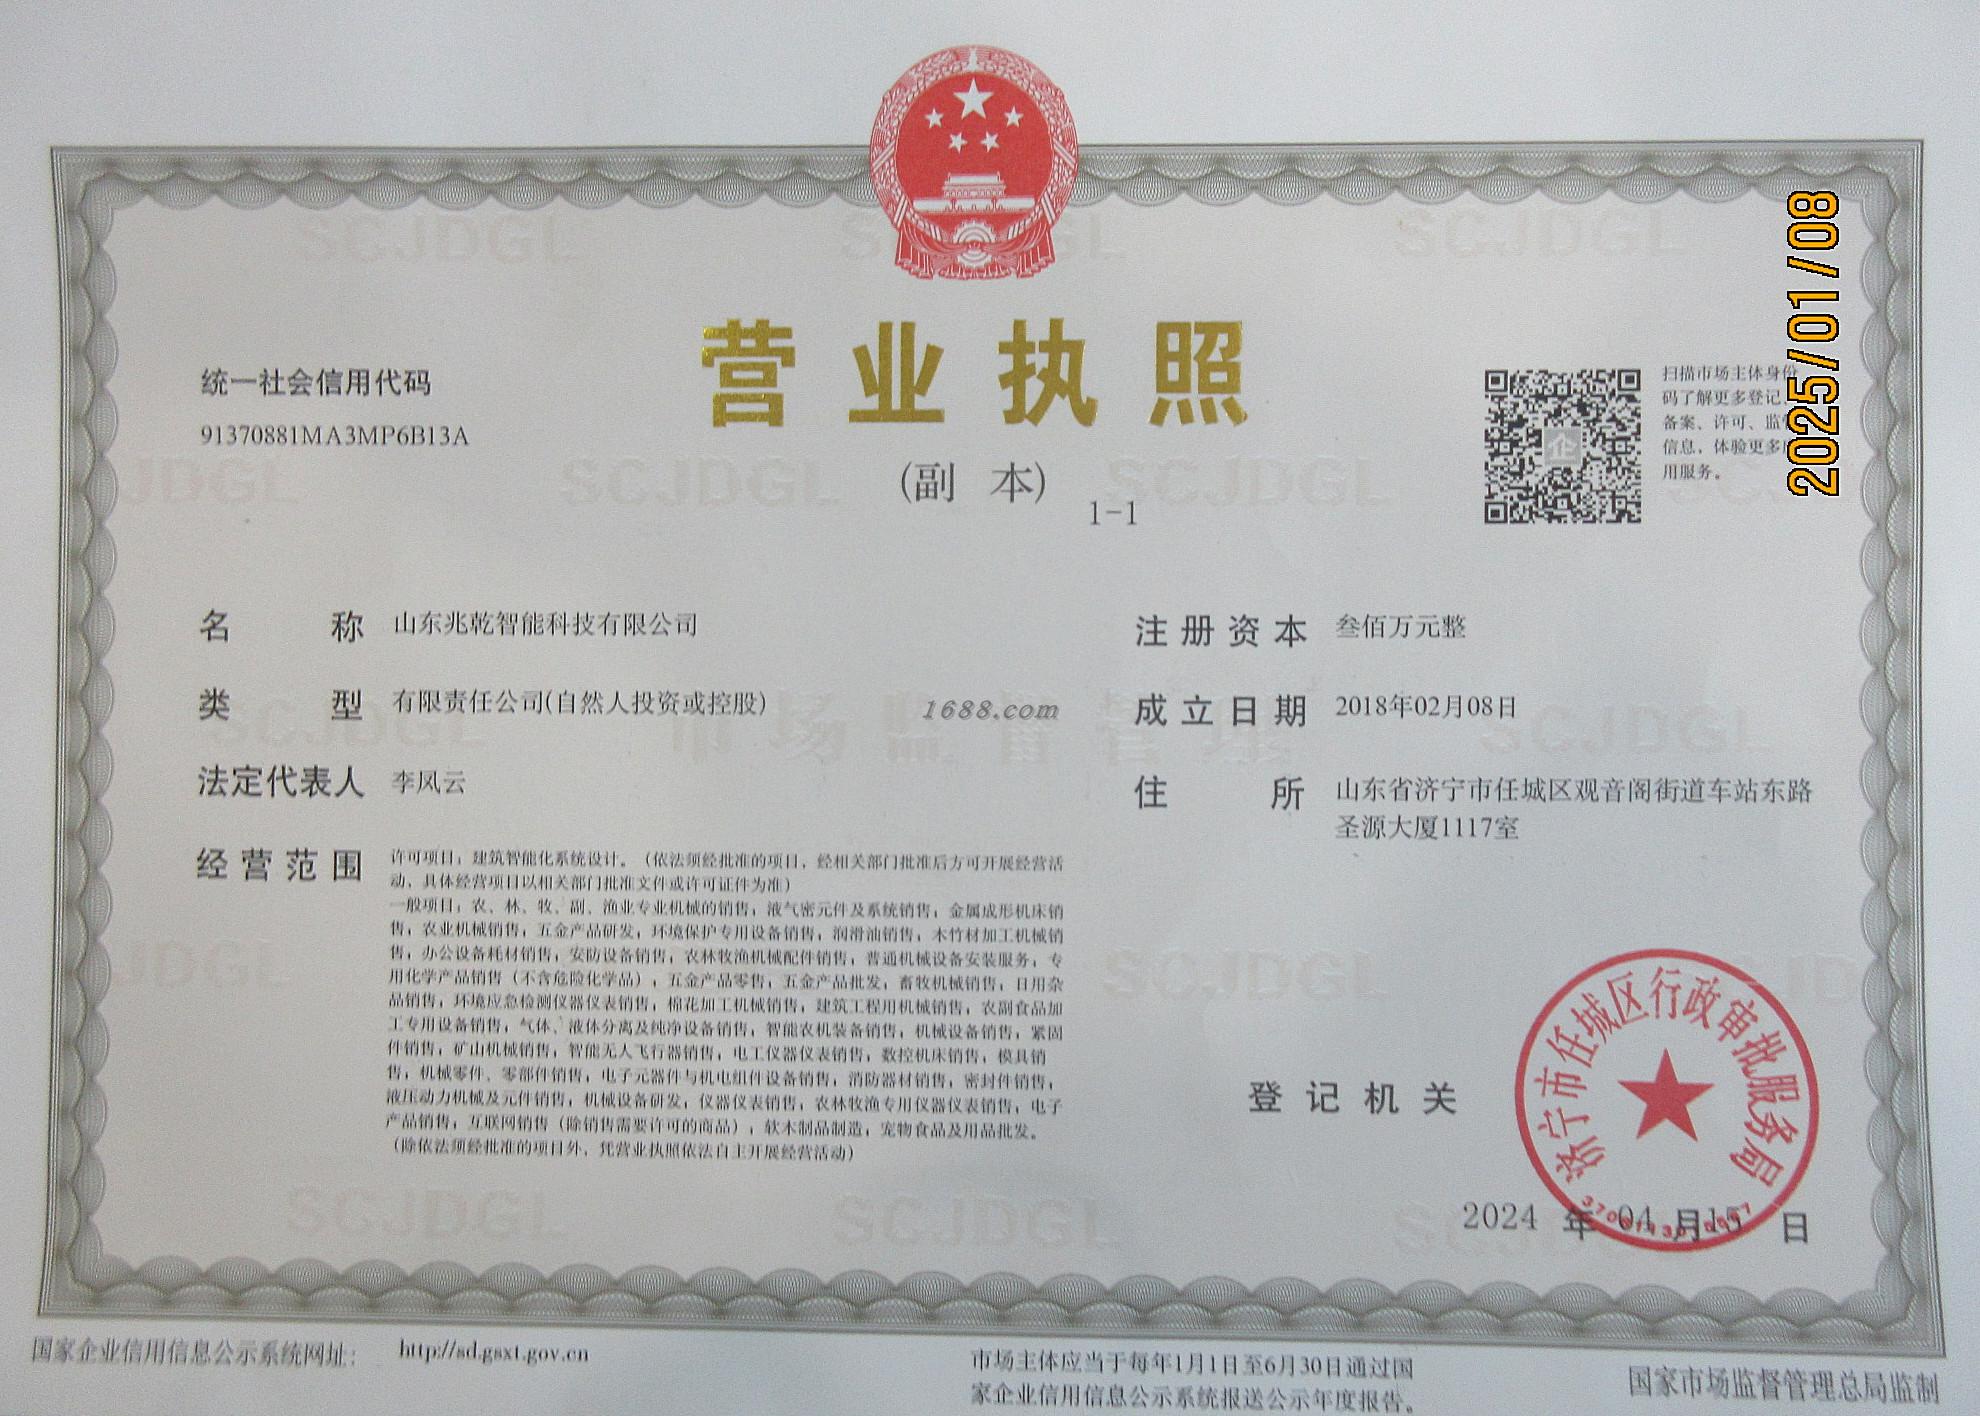 营业执照
(副 本)
1-1
统一社会信用代码
91370881MA3MP6B13A
扫描市场主体身份
码了解更多登记、
备案、许可、监管
信息，体验更多应
用服务。
2025/01/08
名 称 山东兆乾智能科技有限公司
类 型 有限责任公司(自然人投资或控股)
法定代表人 李风云
经营范围 许可项目：建筑智能化系统设计。（依法须经批准的项目，经相关部门批准后方可开展经营活
动，具体经营项目以相关部门批准文件或许可证件为准）
一般项目：农、林、牧、副、渔业专业机械的销售；液气密元件及系统销售；金属成形机床销
售；农业机械销售；五金产品研发；环境保护专用设备销售；润滑油销售；木竹材加工机械销
售；办公设备耗材销售；安防设备销售；农林牧渔机械配件销售；普通机械设备安装服务；专
用化学产品销售（不含危险化学品）；五金产品零售；五金产品批发；畜牧机械销售；日用杂
品销售；环境应急检测仪器仪表销售；棉花加工机械销售；建筑工程用机械销售；农副食品加
工专用设备销售；气体、液体分离及纯净设备销售；智能农机装备销售；机械设备销售；紧固
件销售；矿山机械销售；智能无人飞行器销售；电工仪器仪表销售；数控机床销售；模具销
售；机械零件、零部件销售；电子元器件与机电组件设备销售；消防器材销售；密封件销售；
液压动力机械及元件销售；机械设备研发；仪器仪表销售；农林牧渔专用仪器仪表销售；电子
产品销售；互联网销售（除销售需要许可的商品）；软木制品制造；宠物食品及用品批发。
（除依法须经批准的项目外，凭营业执照依法自主开展经营活动）
注册资本 叁佰万元整
成立日期 2018年02月08日
住 所 山东省济宁市任城区观音阁街道车站东路
圣源大厦1117室
1688.com
市场监督管理
SCJDGL
登记机关
济宁市任城区行政审批服务局
2024 年 04 月 15 日
国家企业信用信息公示系统网址： http://sd.gsxt.gov.cn
市场主体应当于每年1月1日至6月30日通过国
家企业信用信息公示系统报送公示年度报告。
国家市场监督管理总局监制